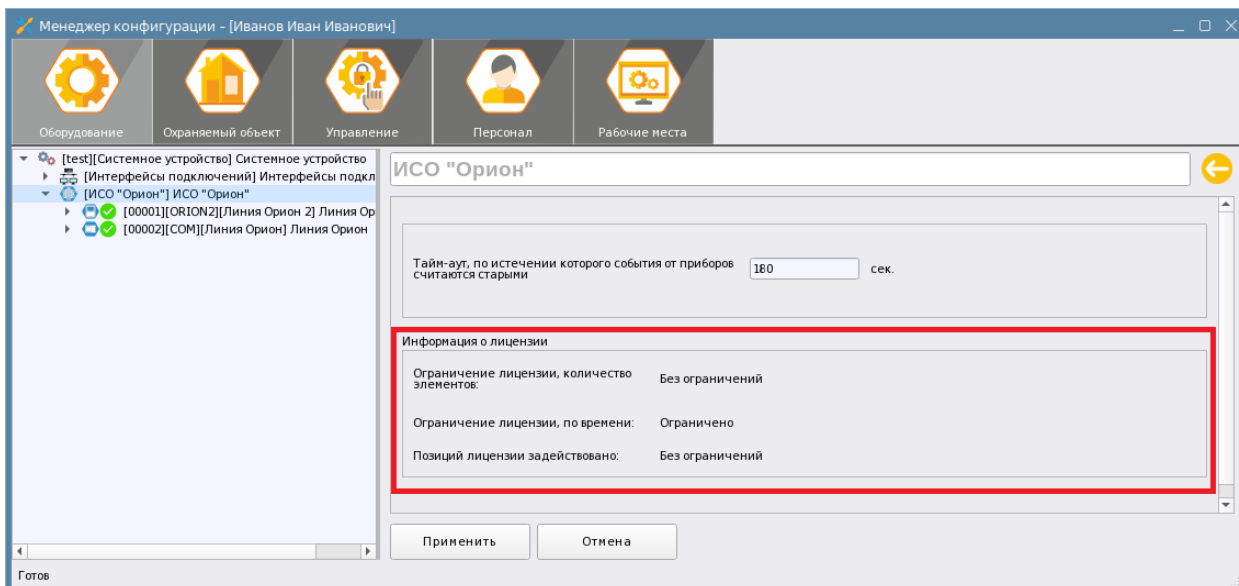 Менеджер конфигурации - [Иванов Иван Иванович]
Оборудование
Охраняемый объект
Управление
Персонал
Рабочие места
[test][Системное устройство] Системное устройство
[Интерфейсы подключений] Интерфейсы подкл
[ИСО "Орион"] ИСО "Орион"
[00001][ORION2][Линия Орион 2] Линия Ор
[00002][COM][Линия Орион] Линия Орион
ИСО "Орион"
Тайм-аут, по истечении которого события от приборов
считаются старыми
180
сек.
Информация о лицензии
Ограничение лицензии, количество
элементов:
Без ограничений
Ограничение лицензии, по времени:
Ограничено
Позиций лицензии задействовано:
Без ограничений
Применить
Отмена
Готов